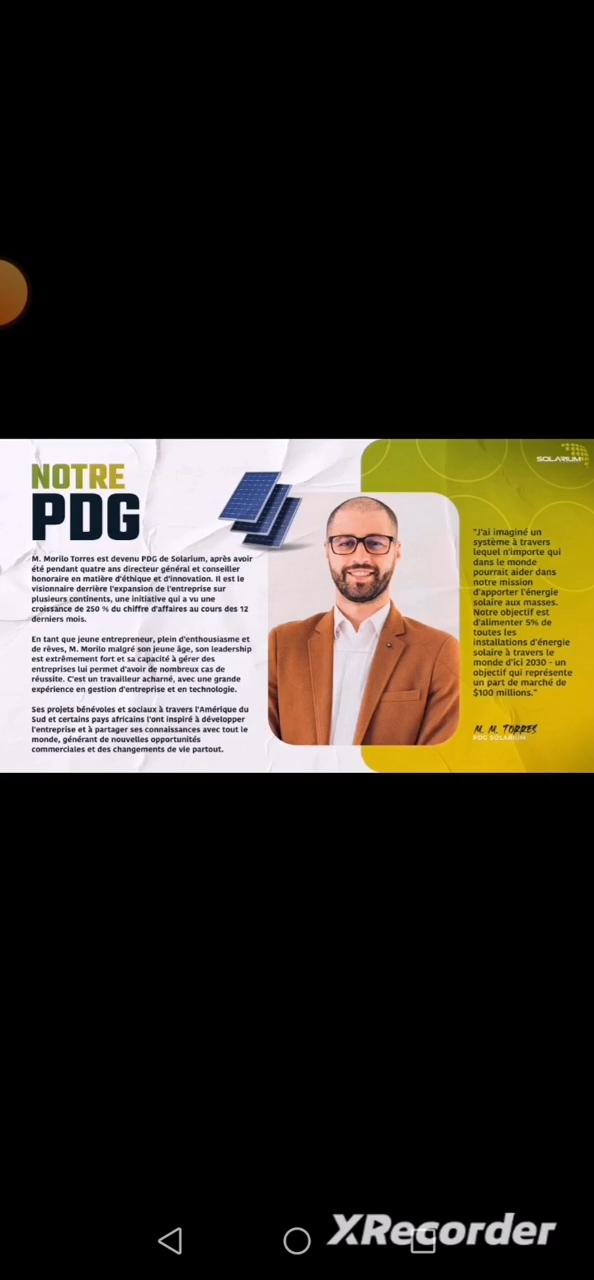 NOTRE
PDG
M. Morilo Torres est devenu PDG de Solarium, après avoir
été pendant quatre ans directeur général et conseiller
honoraire en matière d'éthique et d'innovation. Il est le
visionnaire derrière l'expansion de l'entreprise sur
plusieurs continents, une initiative qui a vu une
croissance de 250 % du chiffre d'affaires au cours des 12
derniers mois.
En tant que jeune entrepreneur, plein d'enthousiasme et
de rêves, M. Morilo malgré son jeune âge, son leadership
est extrêmement fort et sa capacité à gérer des
entreprises lui permet d'avoir de nombreux cas de
réussite. C'est un travailleur acharné, avec une grande
expérience en gestion d'entreprise et en technologie.
Ses projets bénévoles et sociaux à travers l'Amérique du
Sud et certains pays africains l'ont inspiré à développer
l'entreprise et à partager ses connaissances avec tout le
monde, générant de nouvelles opportunités
commerciales et des changements de vie partout.
SOLARIUM
"J'ai imaginé un
système à travers
lequel n'importe qui
dans le monde
pourrait aider dans
notre mission
d'apporter l'énergie
solaire aux masses.
Notre objectif est
d'alimenter 5% de
toutes les
installations d'énergie
solaire à travers le
monde d'ici 2030 - un
objectif qui représente
un part de marché de
$100 millions."
M. M. TORRES
PDG SOLARIUM
XRecorder